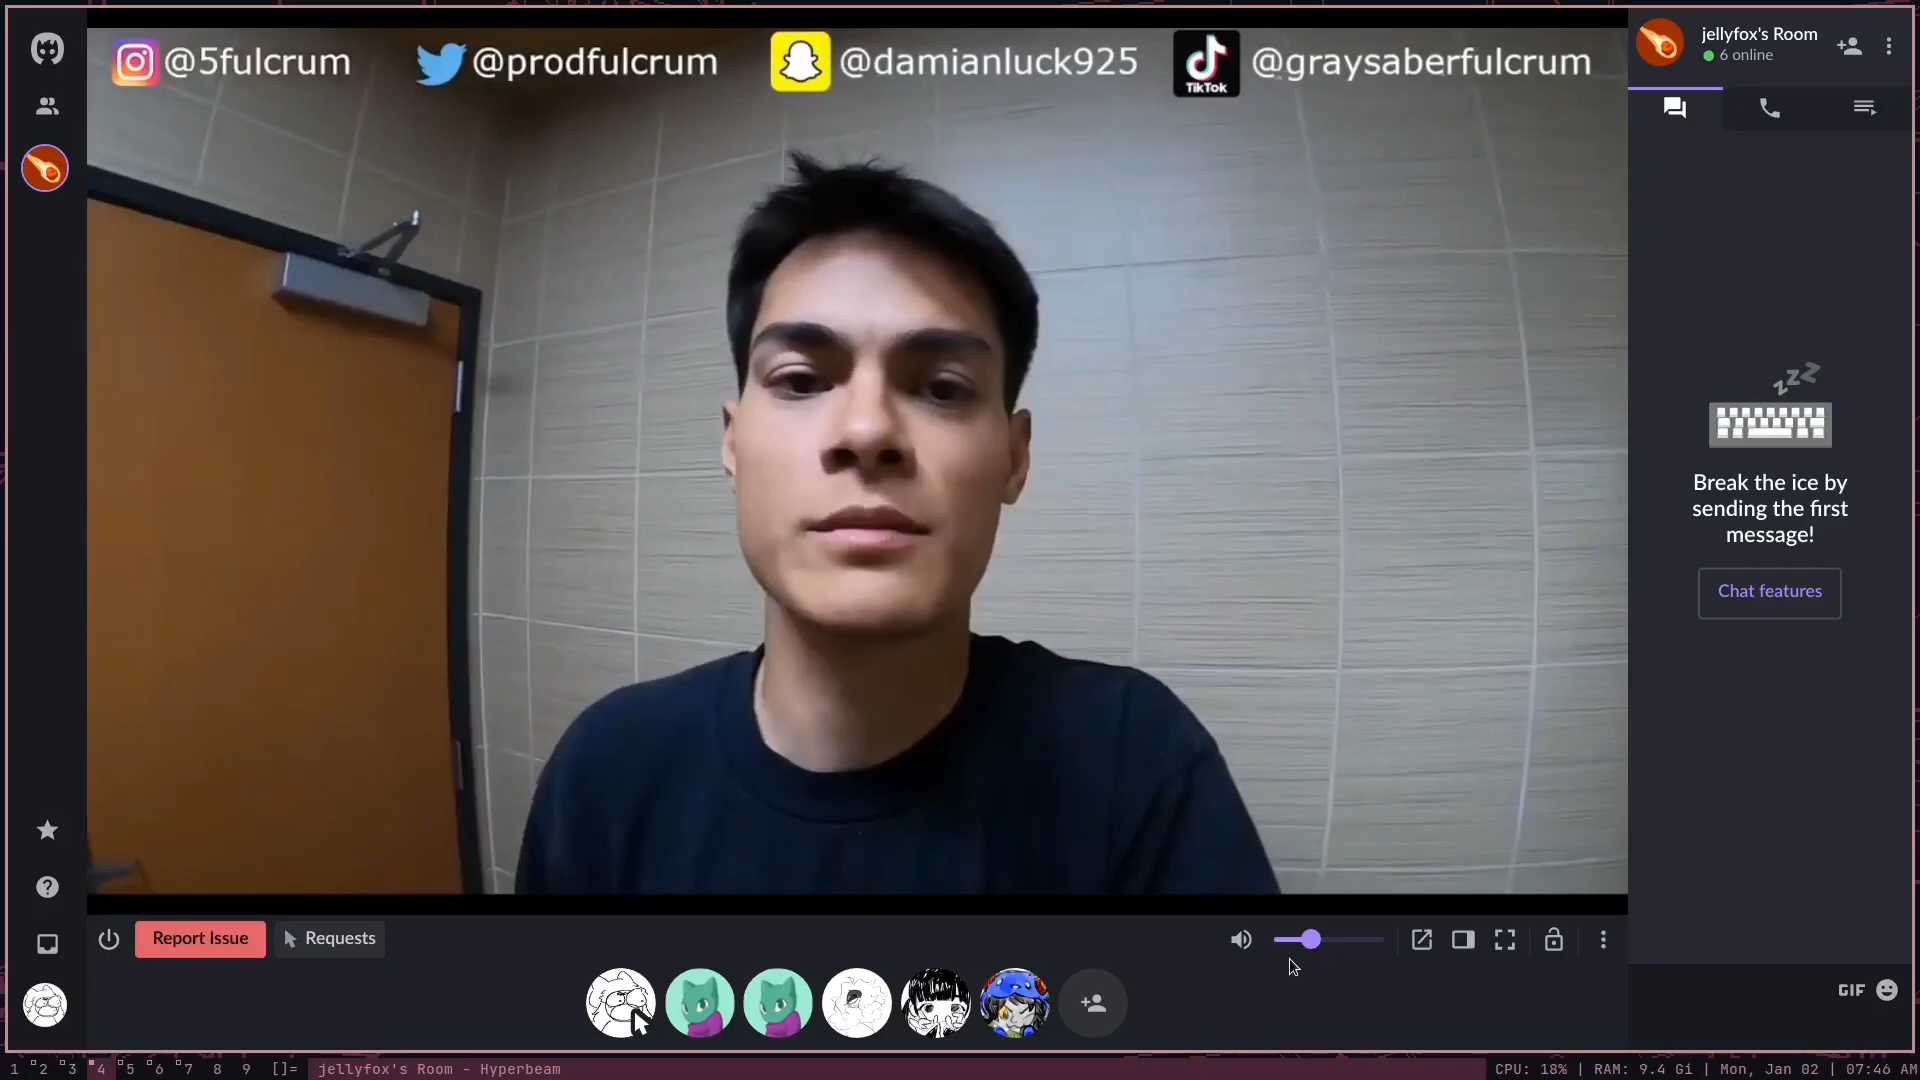 @5fulcrum
@prodfulcrum
@damianluck925
TikTok
@graysaberfulcrum
jellyfox's Room
6 online
zzz
Break the ice by
sending the first
message!
Chat features
Report Issue
Requests
GIF
1 2 3 4 5 6 7 8 9 []= jellyfox's Room - Hyperbeam
CPU: 18% | RAM: 9.4 Gi | Mon, Jan 02 | 07:46 AM